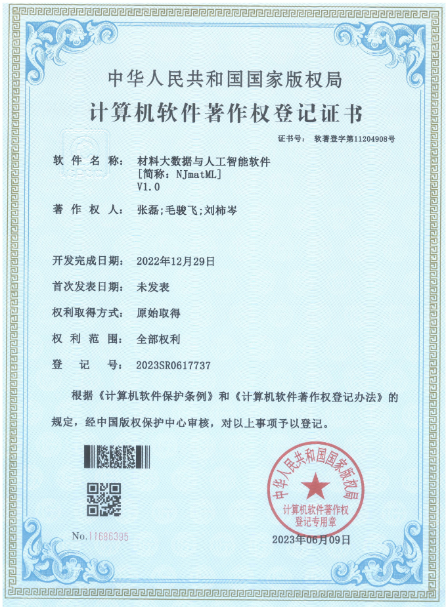 中华人民共和国国家版权局
计算机软件著作权登记证书
证书号: 软著登字第11204908号
软件名称: 材料大数据与人工智能软件
[简称: NJmatML]
V1.0
著作权人: 张磊;毛骏飞;刘柿岑
开发完成日期: 2022年12月29日
首次发表日期: 未发表
权利取得方式: 原始取得
权利范围: 全部权利
登记号: 2023SR0617737
根据《计算机软件保护条例》和《计算机软件著作权登记办法》的
规定, 经中国版权保护中心审核, 对以上事项予以登记。
中华人民共和国国家版权局
计算机软件著作权
登记专用章
No. 11696395
2023年06月09日